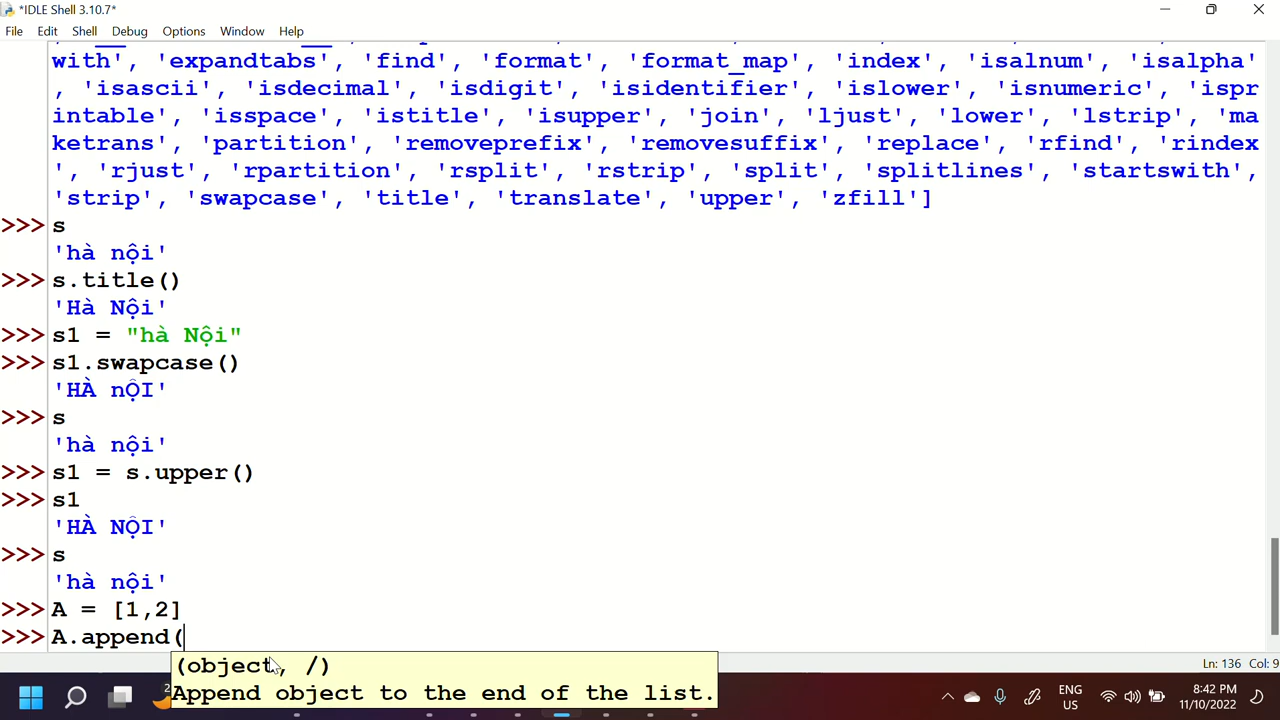 *IDLE Shell 3.10.7*
File Edit Shell Debug Options Window Help
with', 'expandtabs', 'find', 'format', 'format_map', 'index', 'isalnum', 'isalpha'
, 'isascii', 'isdecimal', 'isdigit', 'isidentifier', 'islower', 'isnumeric', 'ispr
intable', 'isspace', 'istitle', 'isupper', 'join', 'ljust', 'lower', 'lstrip', 'ma
ketrans', 'partition', 'removeprefix', 'removesuffix', 'replace', 'rfind', 'rindex
', 'rjust', 'rpartition', 'rsplit', 'rstrip', 'split', 'splitlines', 'startswith',
'strip', 'swapcase', 'title', 'translate', 'upper', 'zfill']
>>> s
'hà nội'
>>> s.title()
'Hà Nội'
>>> s1 = "hà Nội"
>>> s1.swapcase()
'HÀ nỘI'
>>> s
'hà nội'
>>> s1 = s.upper()
>>> s1
'HÀ NỘI'
>>> s
'hà nội'
>>> A = [1,2]
>>> A.append(
(object, /)
Append object to the end of the list.
Ln: 136 Col: 9
2
ENG
US
8:42 PM
11/10/2022